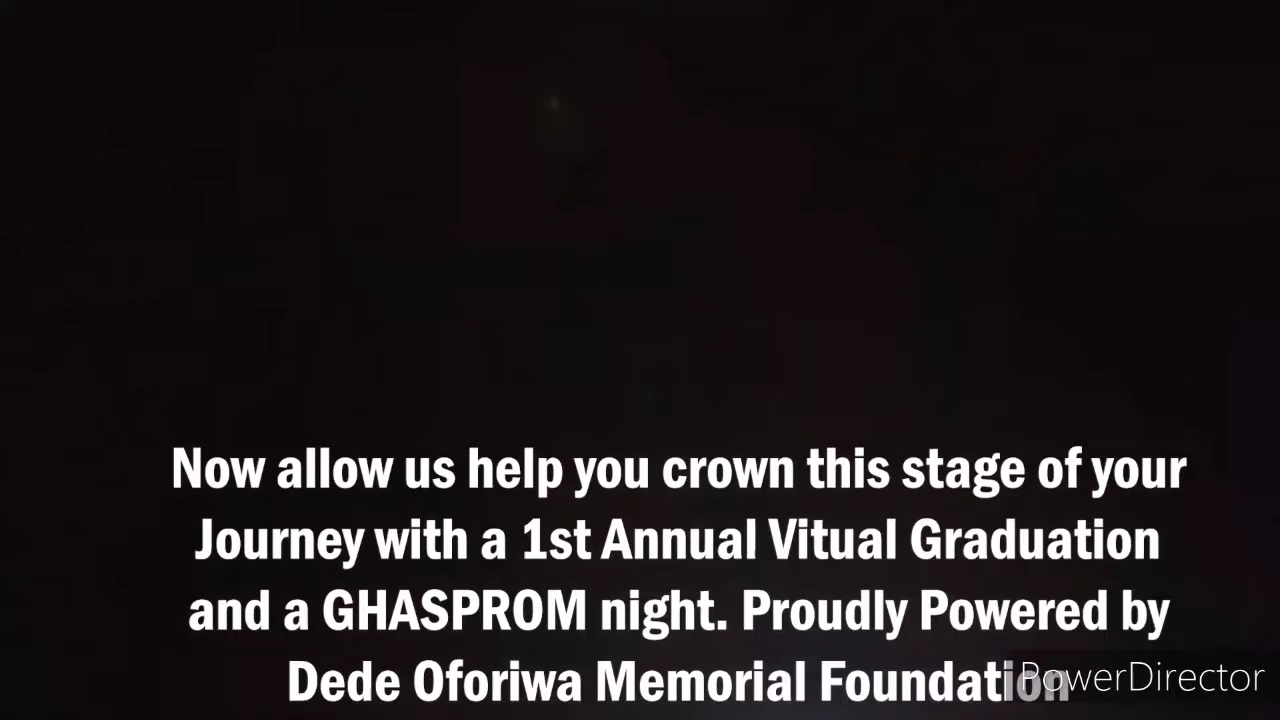 Now allow us help you crown this stage of your
Journey with a 1st Annual Vitual Graduation
and a GHASPROM night. Proudly Powered by
Dede Oforiwa Memorial Foundation
PowerDirector